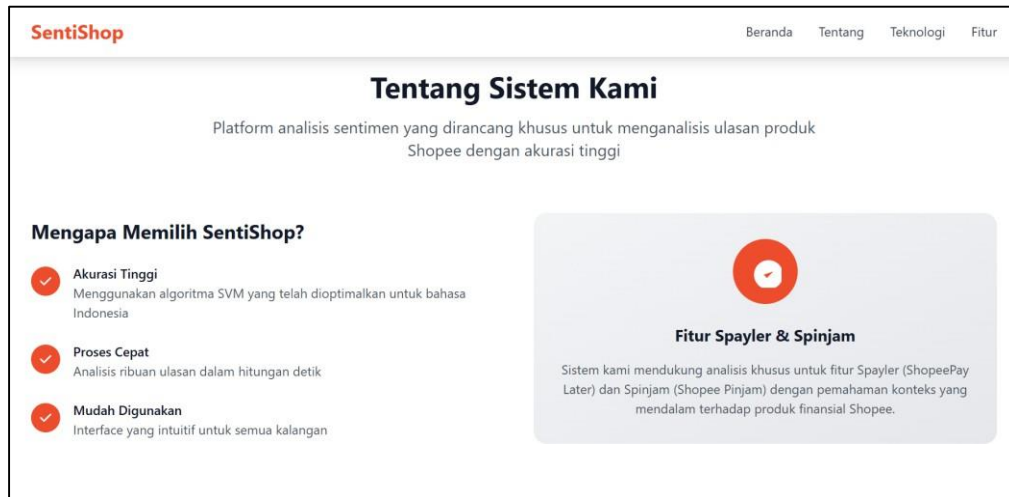 SentiShop
Beranda Tentang Teknologi Fitur
Tentang Sistem Kami
Platform analisis sentimen yang dirancang khusus untuk menganalisis ulasan produk
Shopee dengan akurasi tinggi
Mengapa Memilih SentiShop?
Akurasi Tinggi
Menggunakan algoritma SVM yang telah dioptimalkan untuk bahasa
Indonesia
Proses Cepat
Analisis ribuan ulasan dalam hitungan detik
Mudah Digunakan
Interface yang intuitif untuk semua kalangan
Fitur Spayler & Spinjam
Sistem kami mendukung analisis khusus untuk fitur Spayler (ShopeePay
Later) dan Spinjam (Shopee Pinjam) dengan pemahaman konteks yang
mendalam terhadap produk finansial Shopee.